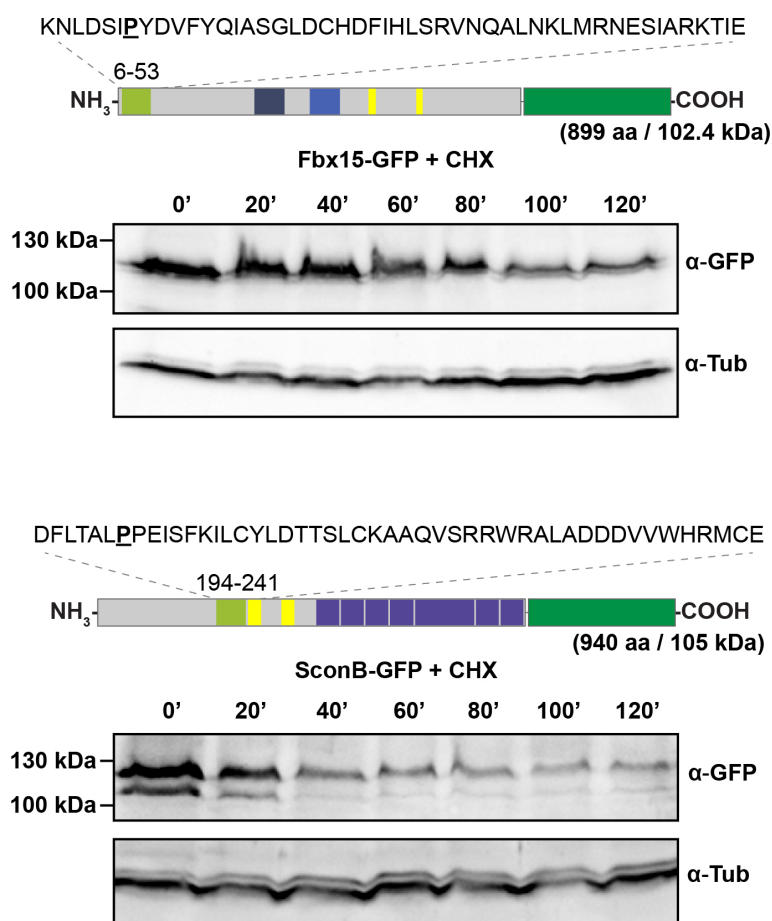 KNLDSIPYDVFYQIASGLDCHDFIHLSRVNQALNKLMRNESIARKTIE
6-53
NH3- -COOH
(899 aa / 102.4 kDa)
Fbx15-GFP + CHX
0’ 20’ 40’ 60’ 80’ 100’ 120’
130 kDa
α-GFP
100 kDa
α-Tub
DFLTALPPEISFKILCYLDTTSLCKAAQVSRRWRALADDDVVWHRMCE
194-241
NH3- -COOH
(940 aa / 105 kDa)
SconB-GFP + CHX
0’ 20’ 40’ 60’ 80’ 100’ 120’
130 kDa
α-GFP
100 kDa
α-Tub